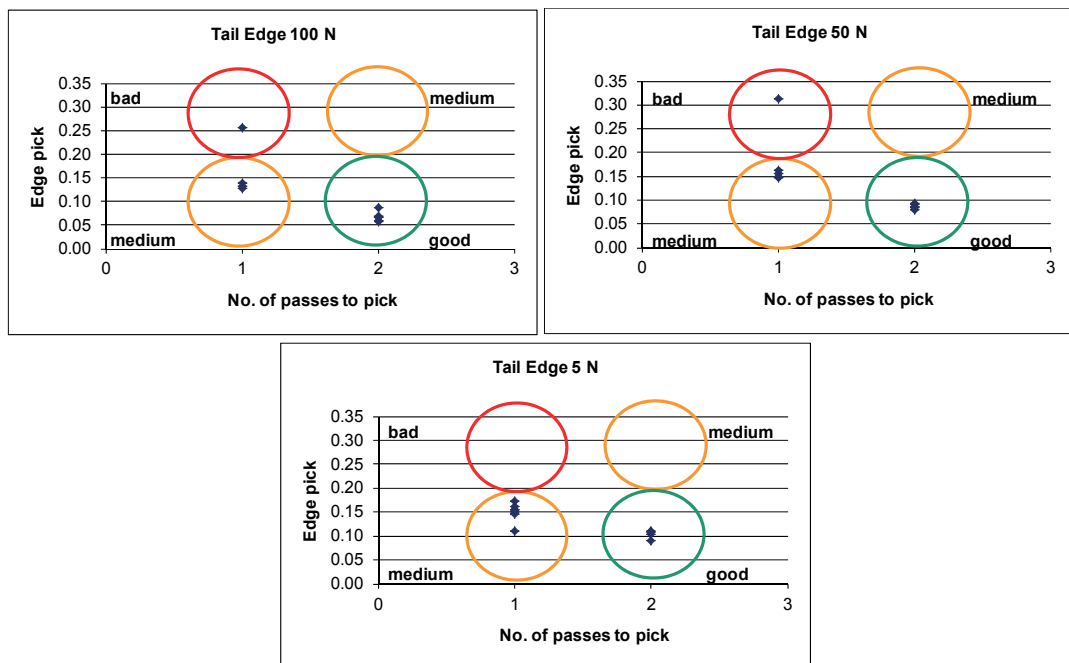 Tail Edge 100 N
0.35
bad
medium
0.30
0.25
0.20
0.15
0.10
0.05
medium
good
0.00
0
1
2
3
Edge pick
No. of passes to pick
Tail Edge 50 N
0.35
bad
medium
0.30
0.25
0.20
0.15
0.10
0.05
medium
good
0.00
0
1
2
3
Edge pick
No. of passes to pick
Tail Edge 5 N
0.35
bad
medium
0.30
0.25
0.20
0.15
0.10
0.05
medium
good
0.00
0
1
2
3
Edge pick
No. of passes to pick